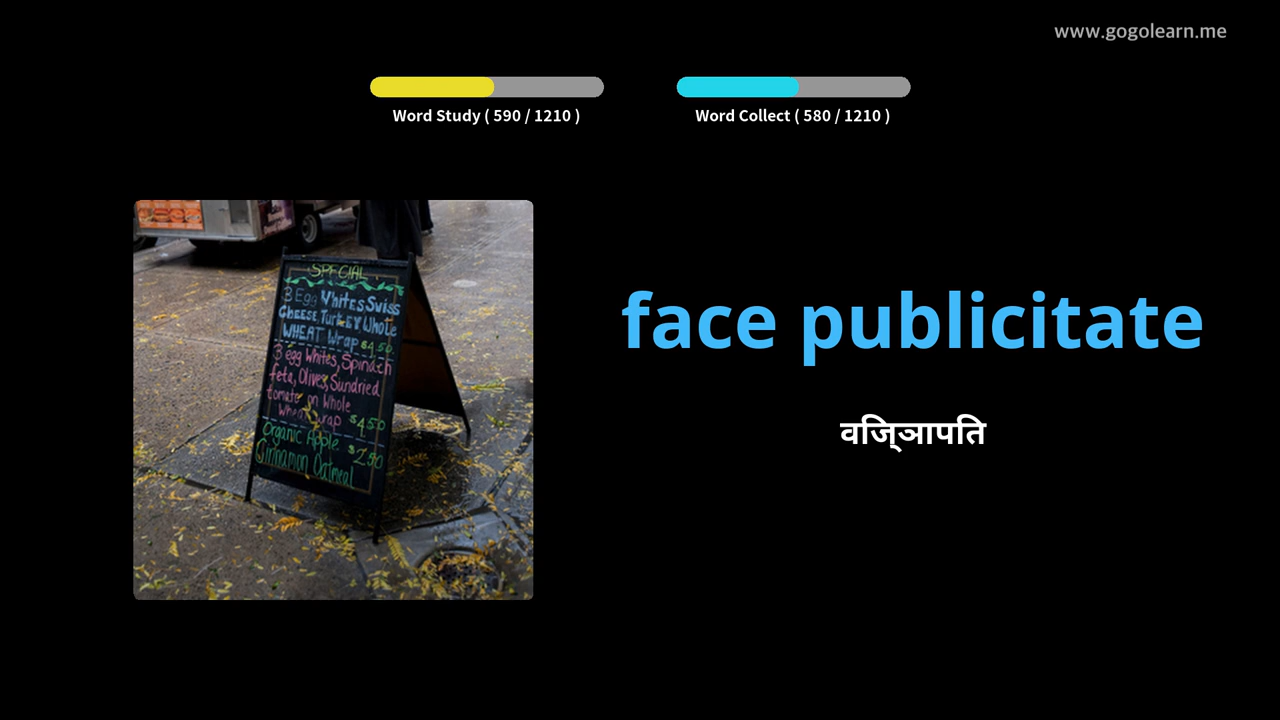 www.gogolearn.me
Word Study ( 590 / 1210 )
Word Collect ( 580 / 1210 )
SPECIAL
3 Egg Whites, Swiss
Cheese, Turkey Whole
WHEAT Wrap $4.50
3 egg Whites, Spinach
feta, Olives, Sundried
tomato on Whole
Wheat wrap $4.50
Organic Apple
Cinnamon Oatmeal $2.50
face publicitate
वजि्ञापति